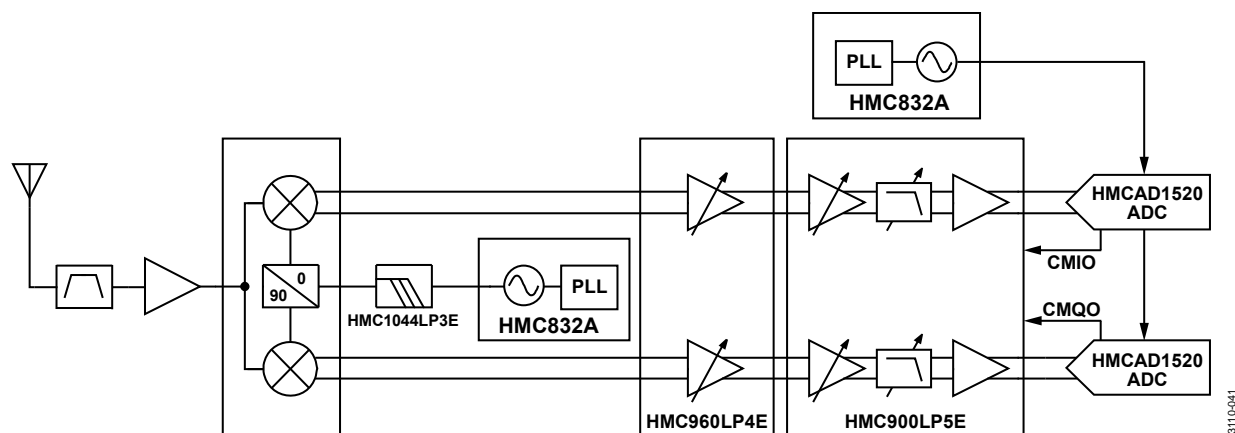 PLL
HMC832A
HMCAD1520
ADC
CMIO
0
90
HMC1044LP3E
PLL
HMC832A
CMQO
HMCAD1520
ADC
HMC960LP4E
HMC900LP5E
3110-041